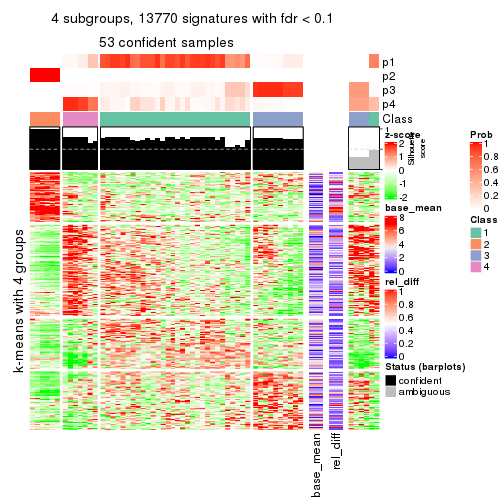 4 subgroups, 13770 signatures with fdr < 0.1
53 confident samples
p1
p2
p3
p4
Class
1
Silhouette
score
z-score
2
1
0
-1
-2
base_mean
8
6
4
2
0
rel_diff
1
0.8
0.6
0.4
0.2
0
Status (barplots)
confident
ambiguous
Prob
1
0.8
0.6
0.4
0.2
0
Class
1
2
3
4
k-means with 4 groups
base_mean
rel_diff